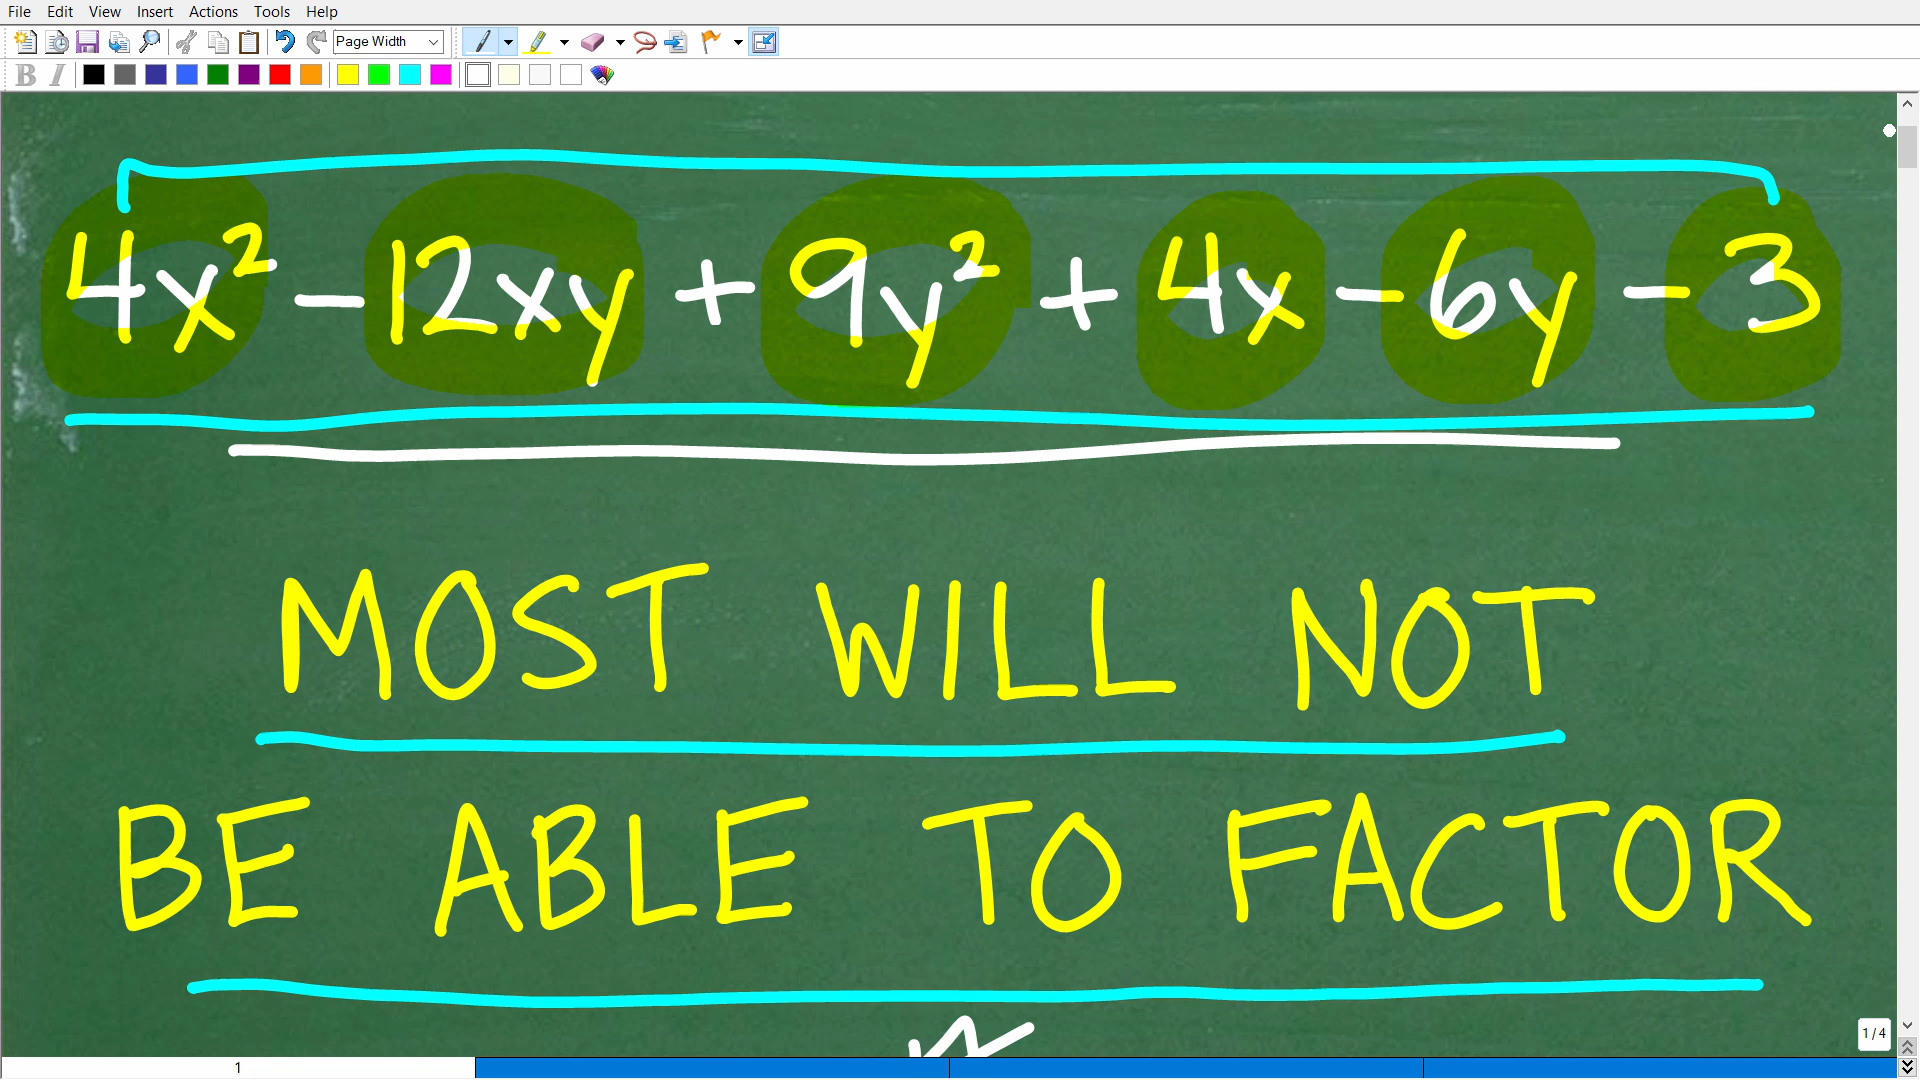 File Edit View Insert Actions Tools Help
Page Width
B I
4x² - 12xy + 9y² + 4x - 6y - 3
MOST WILL NOT
BE ABLE TO FACTOR
1 / 4
1